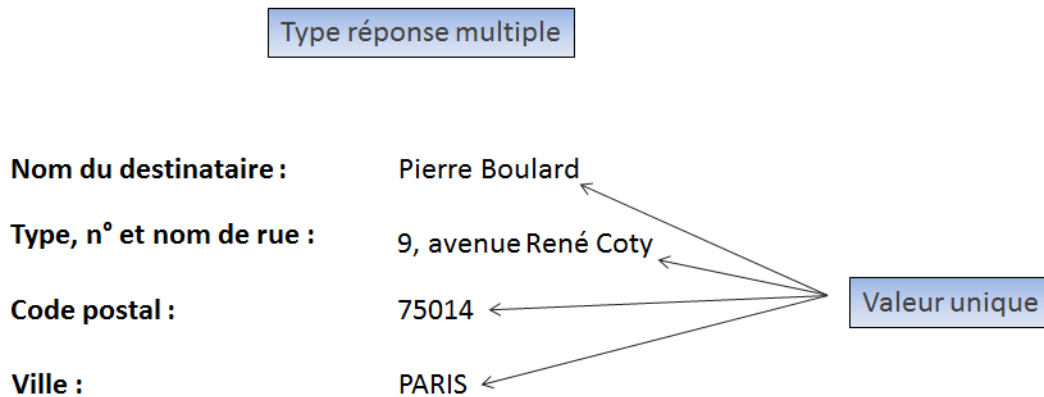 Type réponse multiple
Nom du destinataire : Pierre Boulard
Type, n° et nom de rue : 9, avenue René Coty
Code postal : 75014
Valeur unique
Ville : PARIS